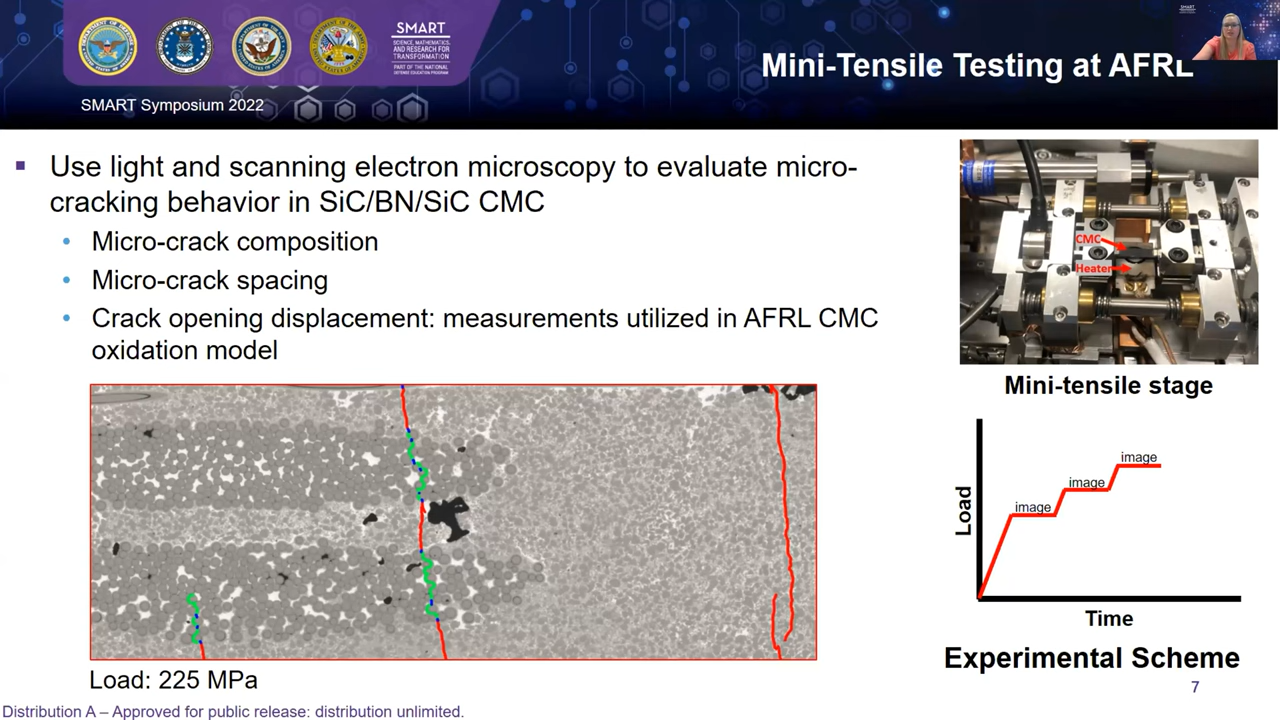 SMART
SCIENCE, MATHEMATICS,
AND RESEARCH FOR
TRANSFORMATION
PART OF THE NATIONAL
DEFENSE EDUCATION PROGRAM
SMART Symposium 2022
Mini-Tensile Testing at AFRL
SMART
Use light and scanning electron microscopy to evaluate micro-
cracking behavior in SiC/BN/SiC CMC
Micro-crack composition
Micro-crack spacing
Crack opening displacement: measurements utilized in AFRL CMC
oxidation model
Load: 225 MPa
CMC
Heater
Mini-tensile stage
Load
image
image
image
Time
Experimental Scheme
7
Distribution A – Approved for public release: distribution unlimited.